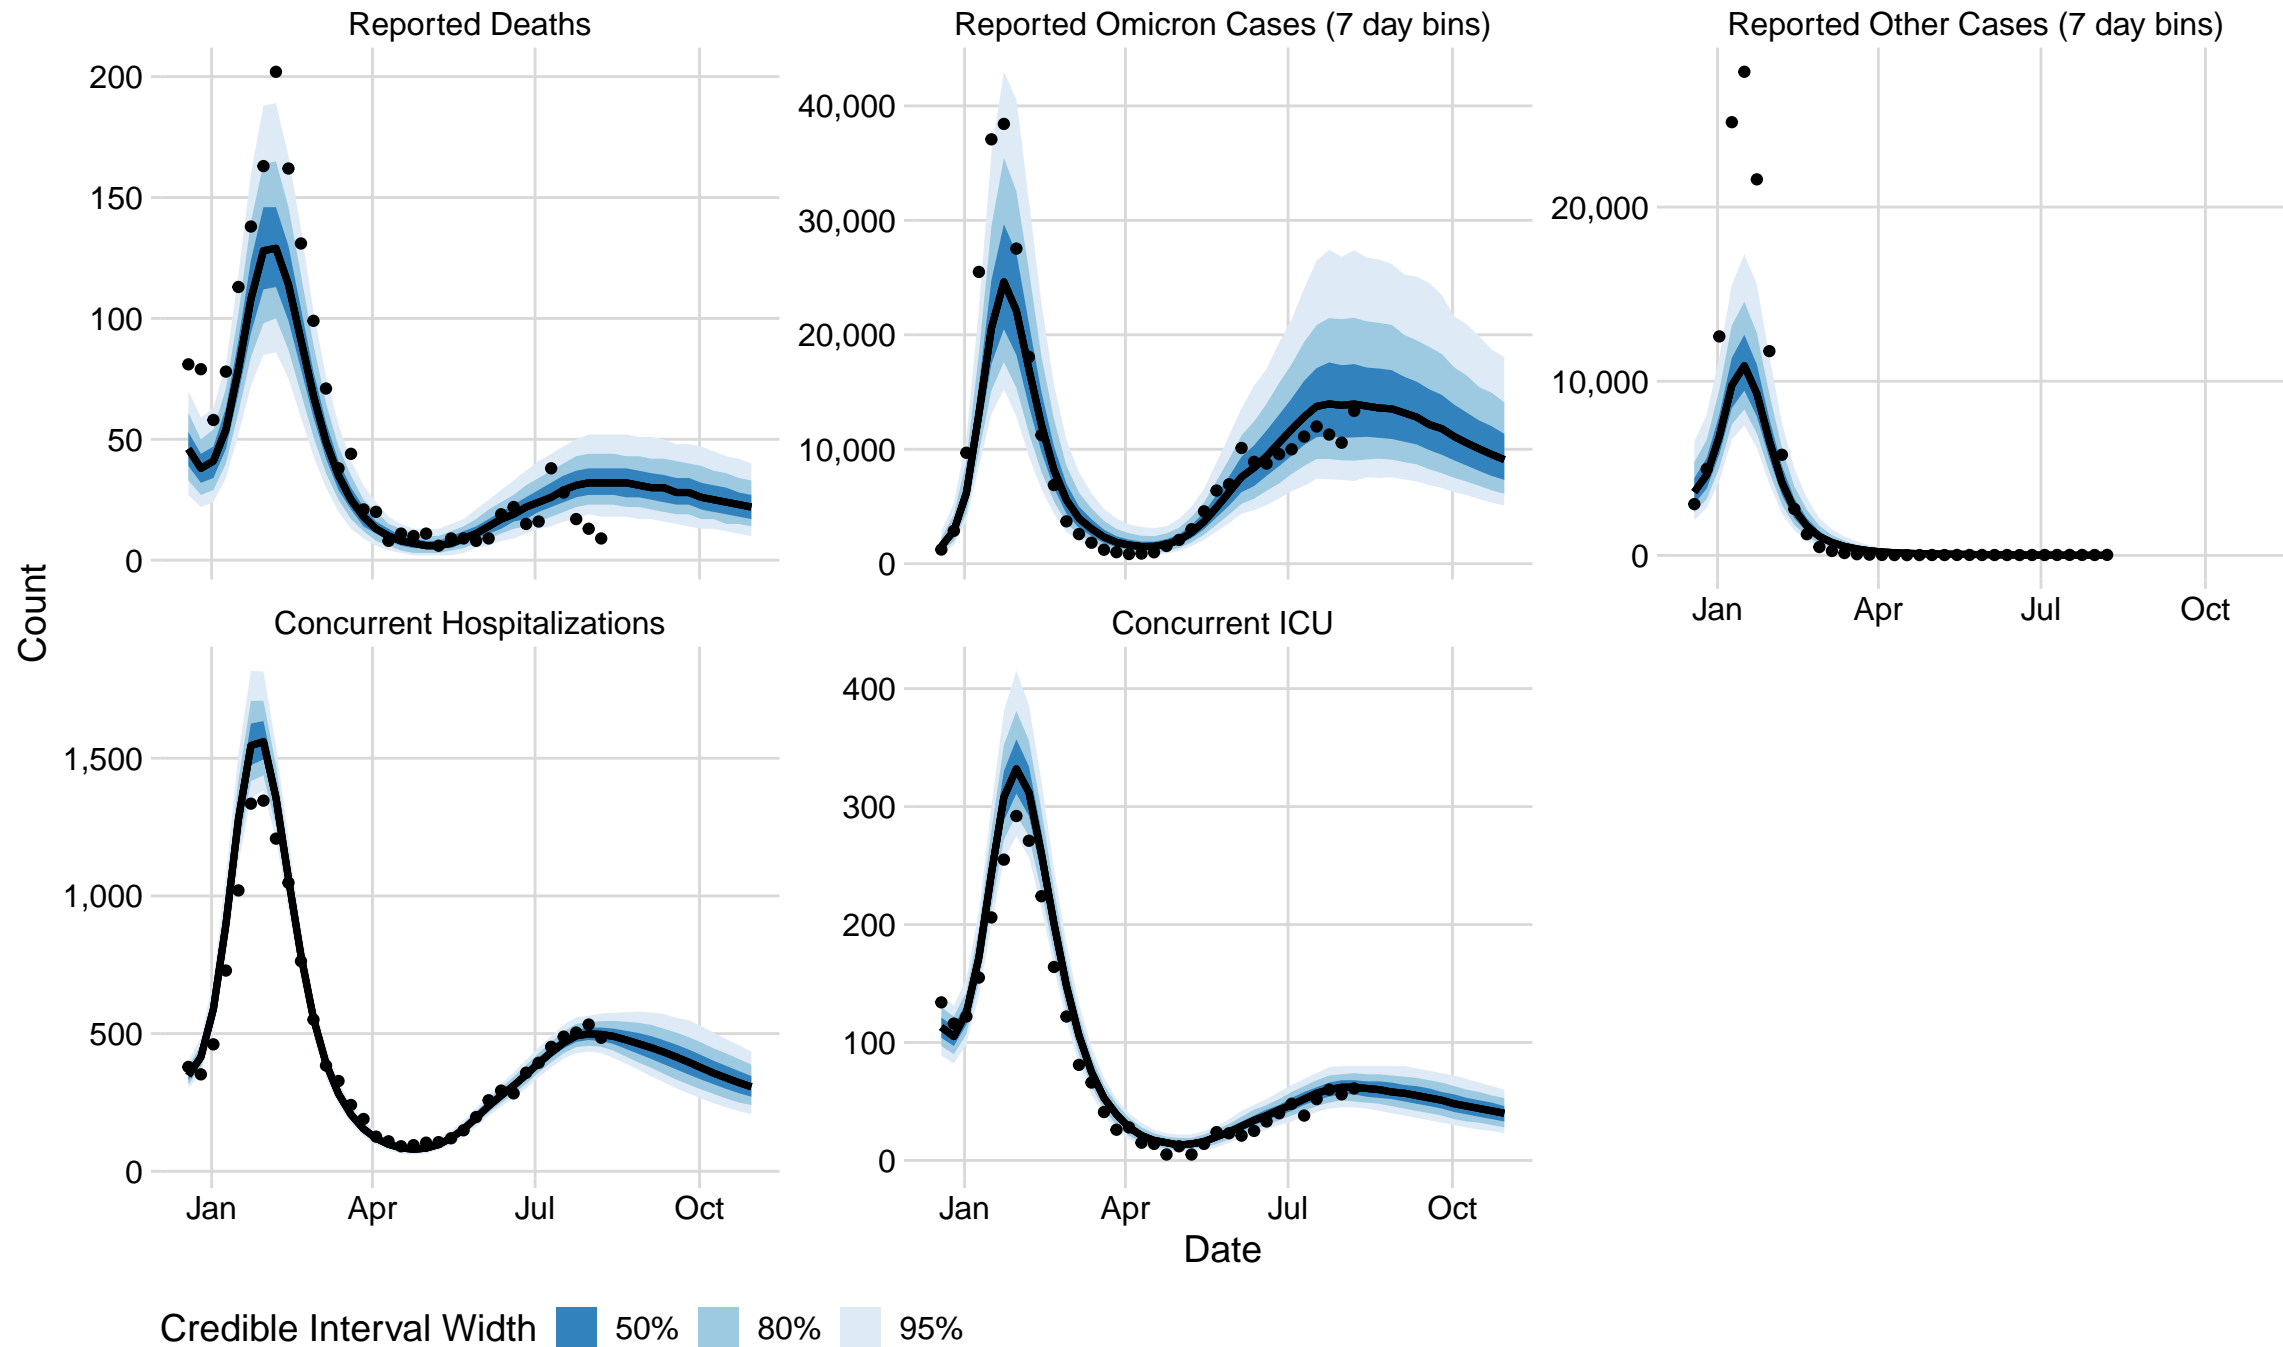 Reported Deaths
Reported Omicron Cases (7 day bins)
Reported Other Cases (7 day bins)
200
150
100
50
0
40,000
30,000
20,000
10,000
0
20,000
10,000
0
Jan Apr Jul Oct
Count
Concurrent Hospitalizations
Concurrent ICU
1,500
1,000
500
0
400
300
200
100
0
Jan Apr Jul Oct
Jan Apr Jul Oct
Date
Credible Interval Width 50% 80% 95%